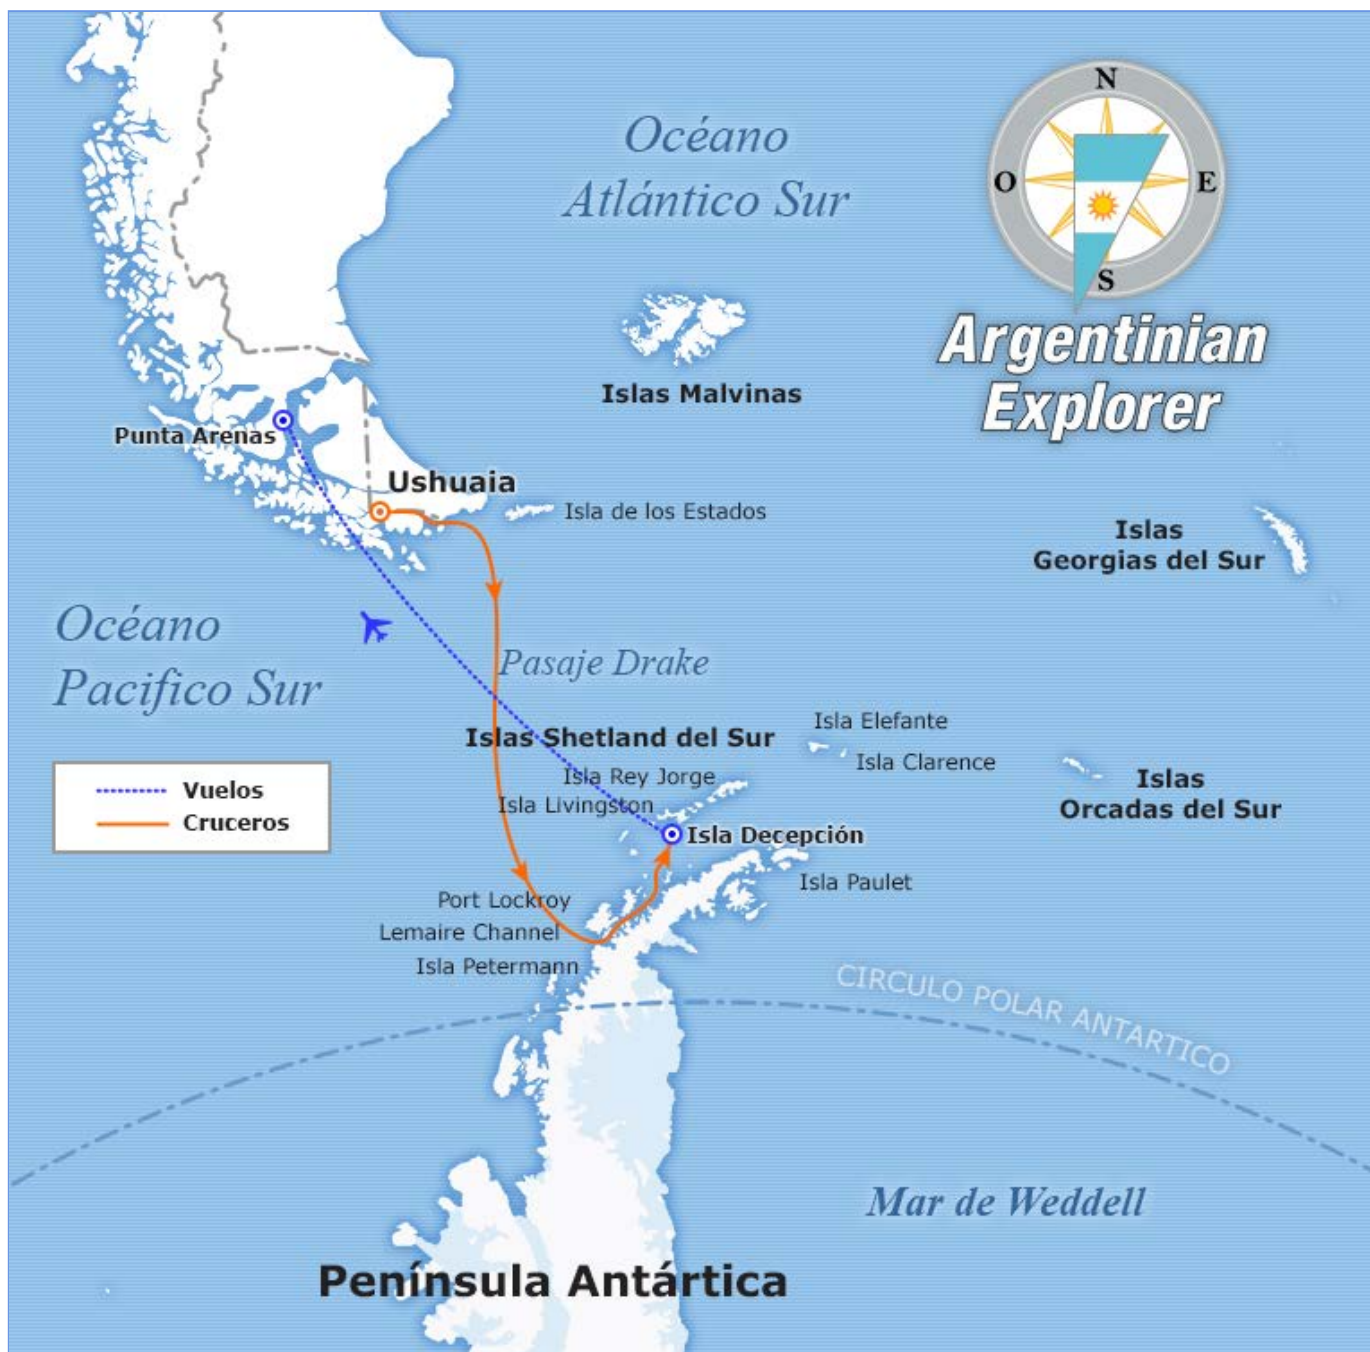 N
Océano
Atlántico Sur
O
E
S
Argentinian
Explorer
Islas Malvinas
Punta Arenas
Ushuaia
Isla de los Estados
Islas
Georgias del Sur
Océano
Pacifico Sur
Pasaje Drake
Islas Shetland del Sur
Isla Elefante
Isla Clarence
Isla Rey Jorge
Islas
Orcadas del Sur
Isla Livingston
Vuelos
Cruceros
Isla Decepción
Isla Paulet
Port Lockroy
Lemaire Channel
Isla Petermann
CIRCULO POLAR ANTARTICO
Mar de Weddell
Península Antártica